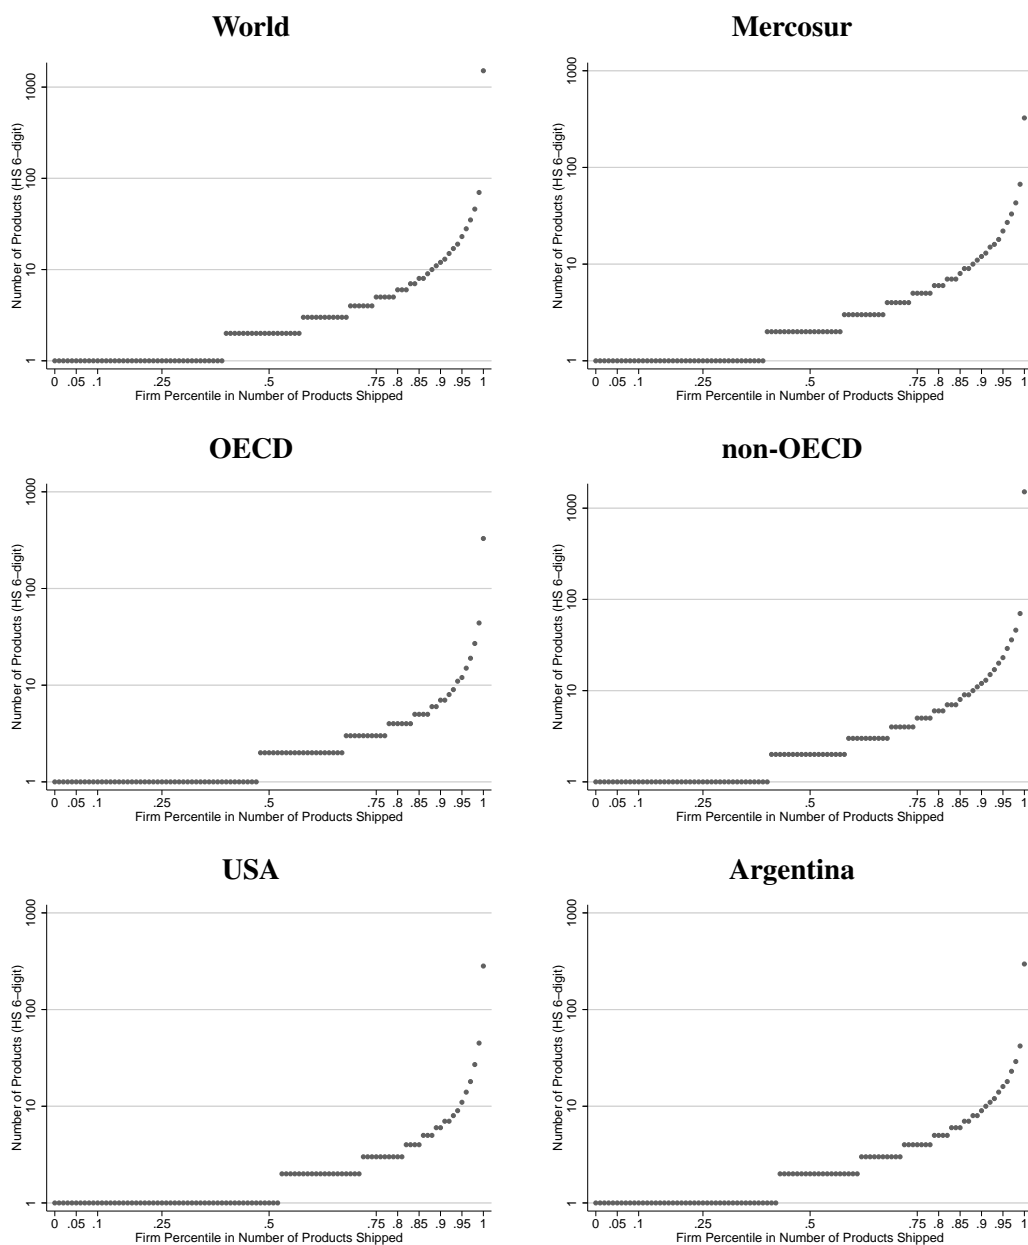 World
Number of Products (HS 6−digit)
1000
100
10
1
0 .05 .1 .25 .5 .75 .8 .85 .9 .95 1
Firm Percentile in Number of Products Shipped
Mercosur
Number of Products (HS 6−digit)
1000
100
10
1
0 .05 .1 .25 .5 .75 .8 .85 .9 .95 1
Firm Percentile in Number of Products Shipped
OECD
Number of Products (HS 6−digit)
1000
100
10
1
0 .05 .1 .25 .5 .75 .8 .85 .9 .95 1
Firm Percentile in Number of Products Shipped
non-OECD
Number of Products (HS 6−digit)
1000
100
10
1
0 .05 .1 .25 .5 .75 .8 .85 .9 .95 1
Firm Percentile in Number of Products Shipped
USA
Number of Products (HS 6−digit)
1000
100
10
1
0 .05 .1 .25 .5 .75 .8 .85 .9 .95 1
Firm Percentile in Number of Products Shipped
Argentina
Number of Products (HS 6−digit)
1000
100
10
1
0 .05 .1 .25 .5 .75 .8 .85 .9 .95 1
Firm Percentile in Number of Products Shipped